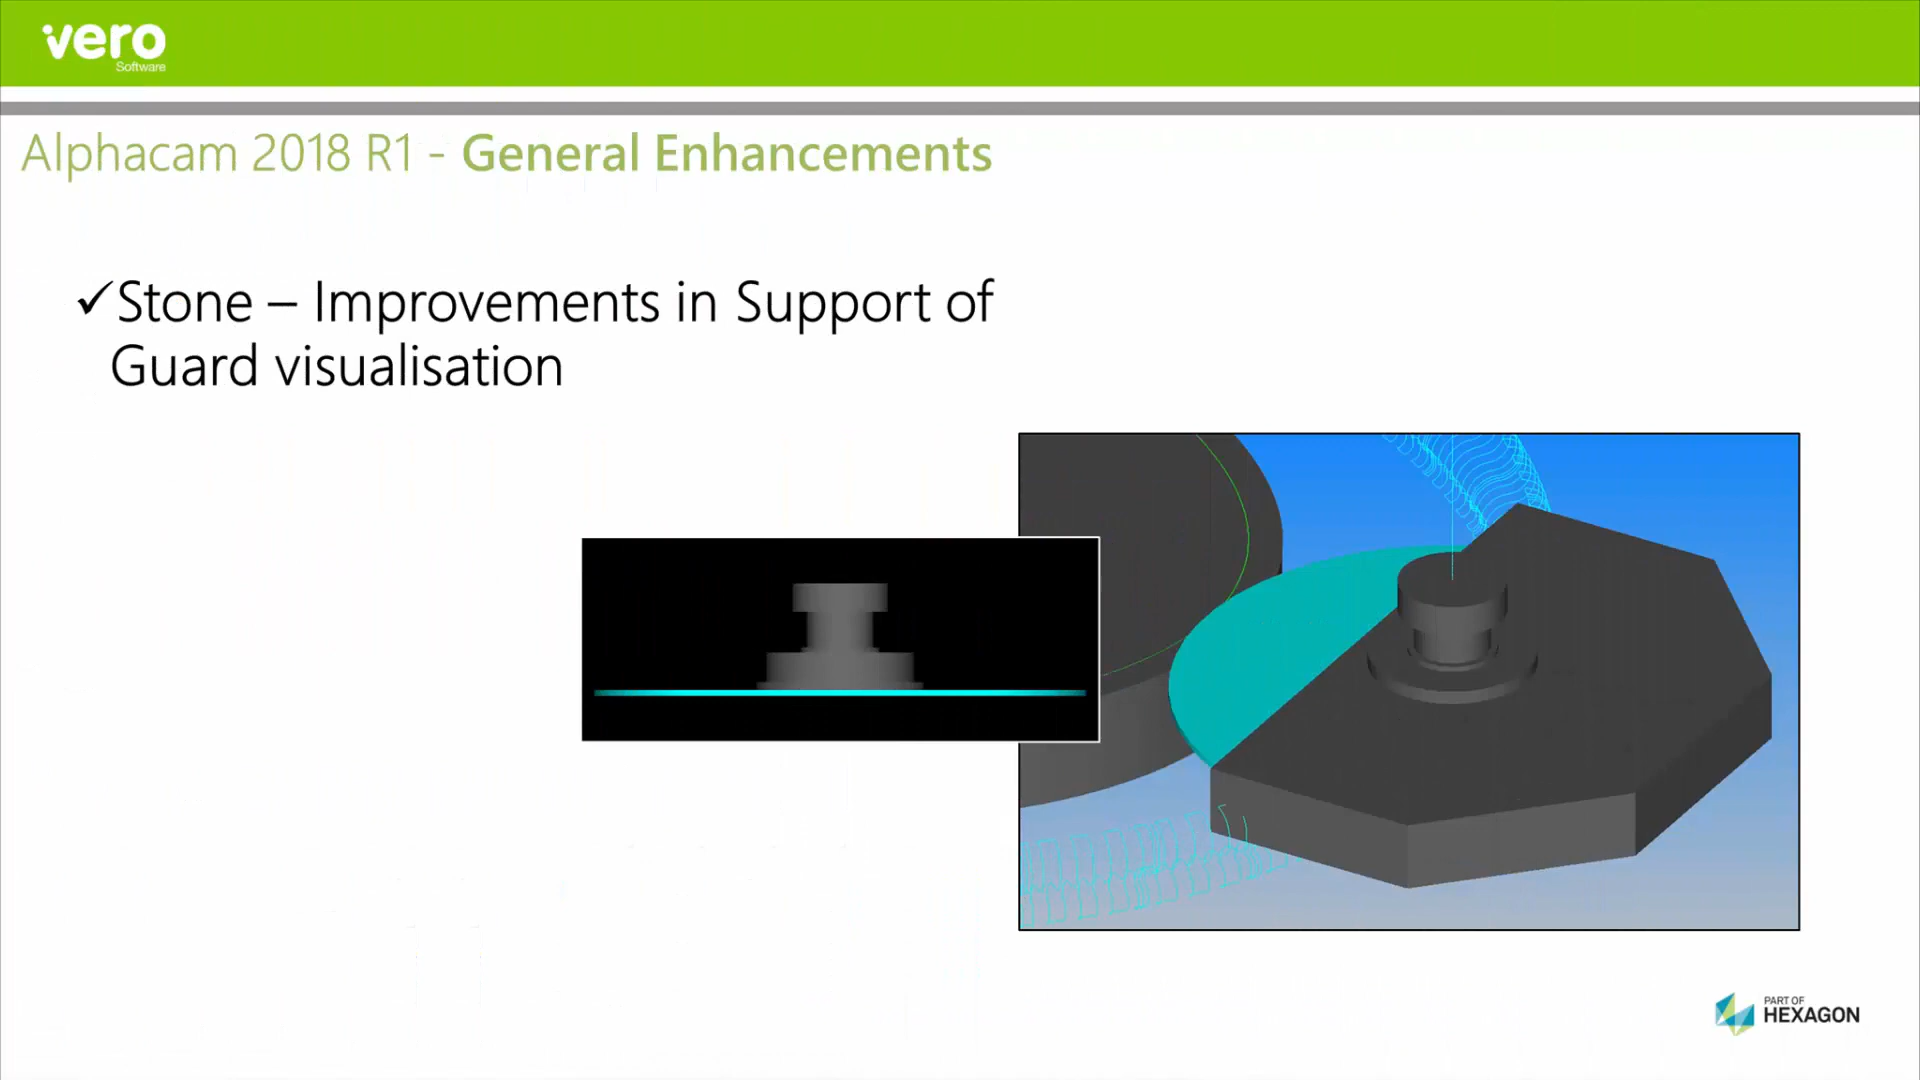 vero
Software
Alphacam 2018 R1 - General Enhancements
✓Stone – Improvements in Support of
Guard visualisation
PART OF
HEXAGON